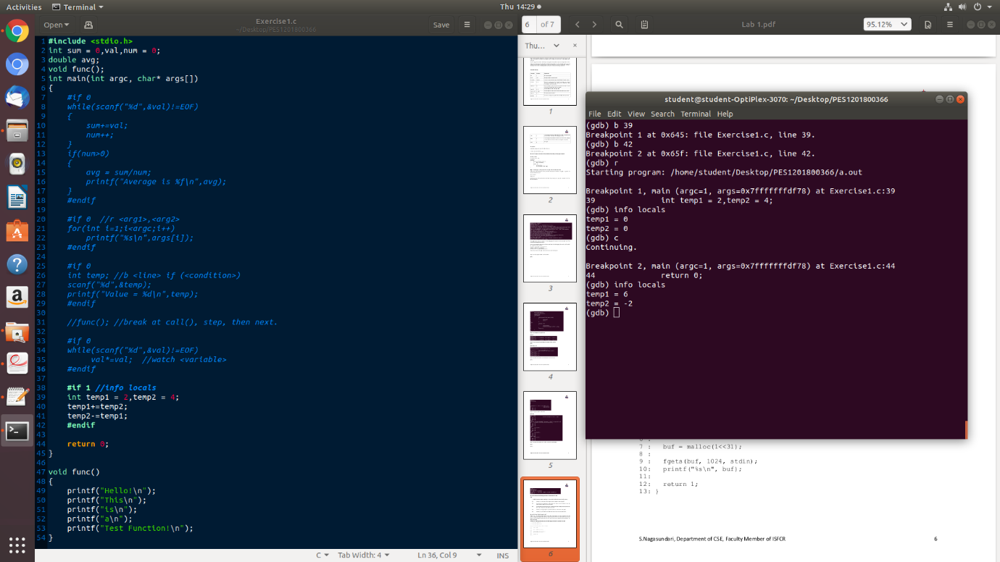 Activities Terminal Thu 14:29
Open Exercise1.c ~/Desktop/PES1201800366 Save
1 #include <stdio.h>
2 int sum = 0,val,num = 0;
3 double avg;
4 void func();
5 int main(int argc, char* args[])
6 {
7 #if 0
8 while(scanf("%d",&val)!=EOF)
9 {
10 sum+=val;
11 num++;
12 }
13 if(num>0)
14 {
15 avg = sum/num;
16 printf("Average is %f\n",avg);
17 }
18 #endif
19
20 #if 0 //r <arg1>,<arg2>
21 for(int i=1;i<argc;i++)
22 printf("%s\n",args[i]);
23 #endif
24
25 #if 0
26 int temp; //b <line> if (<condition>)
27 scanf("%d",&temp);
28 printf("Value = %d\n",temp);
29 #endif
30
31 //func(); //break at call(), step, then next.
32
33 #if 0
34 while(scanf("%d",&val)!=EOF)
35 val*=val; //watch <variable>
36 #endif
37
38 #if 1 //info locals
39 int temp1 = 2,temp2 = 4;
40 temp1+=temp2;
41 temp2-=temp1;
42 #endif
43
44 return 0;
45 }
46
47 void func()
48 {
49 printf("Hello!\n");
50 printf("This\n");
51 printf("is\n");
52 printf("a\n");
53 printf("Test Function!\n");
54 }
C Tab Width: 4 Ln 36, Col 9 INS
6 of 7 Lab 1.pdf 95.12%
Thu...
1
2
3
4
5
6
student@student-OptiPlex-3070: ~/Desktop/PES1201800366
File Edit View Search Terminal Help
(gdb) b 39
Breakpoint 1 at 0x645: file Exercise1.c, line 39.
(gdb) b 42
Breakpoint 2 at 0x65f: file Exercise1.c, line 42.
(gdb) r
Starting program: /home/student/Desktop/PES1201800366/a.out
Breakpoint 1, main (argc=1, args=0x7fffffffdf78) at Exercise1.c:39
39 int temp1 = 2,temp2 = 4;
(gdb) info locals
temp1 = 0
temp2 = 0
(gdb) c
Continuing.
Breakpoint 2, main (argc=1, args=0x7fffffffdf78) at Exercise1.c:44
44 return 0;
(gdb) info locals
temp1 = 6
temp2 = -2
(gdb)
7 : buf = malloc(1<<31);
8 :
9 : fgets(buf, 1024, stdin);
10: printf("%s\n", buf);
11:
12: return 1;
13: }
S.Nagasundari, Department of CSE, Faculty Member of ISFCR 6